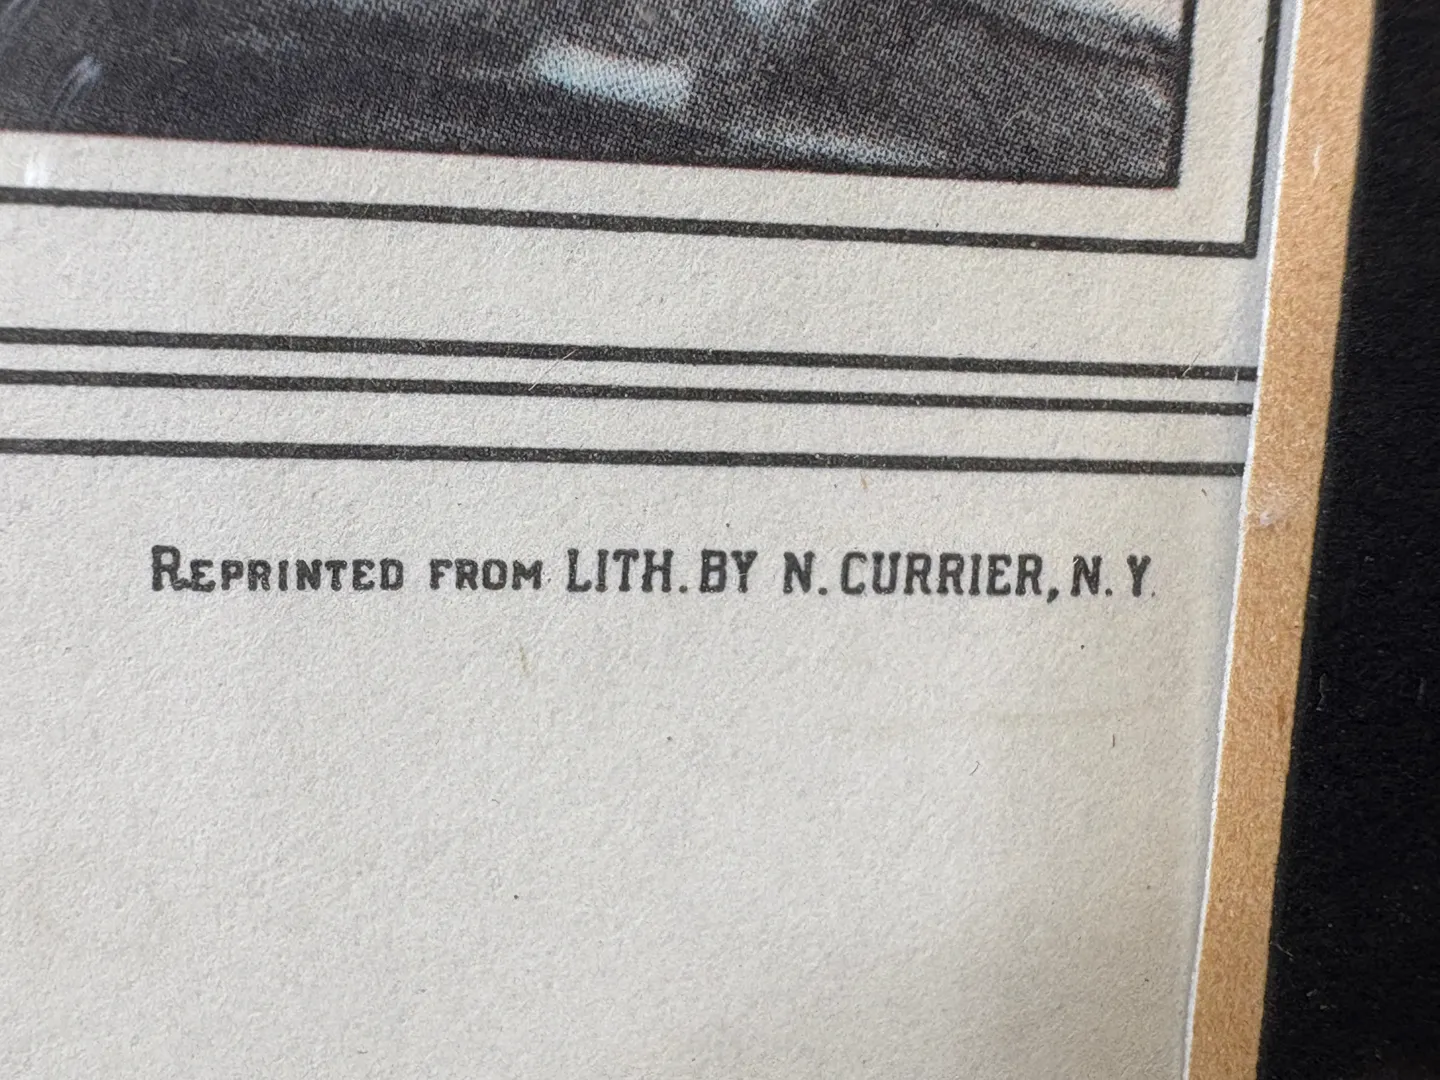 REPRINTED FROM LITH. BY N. CURRIER, N. Y.